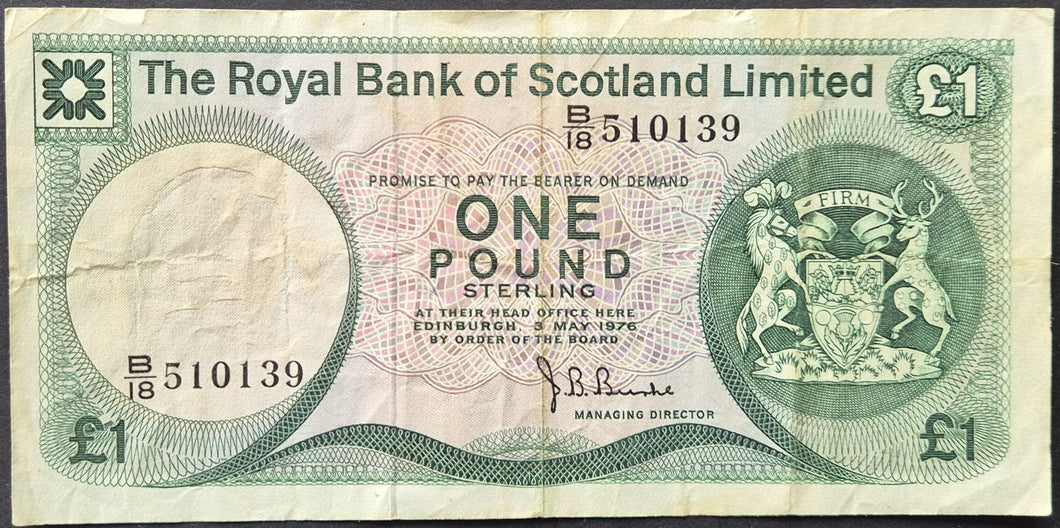 The Royal Bank of Scotland Limited
£1
B/18 510139
PROMISE TO PAY THE BEARER ON DEMAND
ONE
POUND
STERLING
AT THEIR HEAD OFFICE HERE
EDINBURGH, 3 MAY 1976
BY ORDER OF THE BOARD
FIRM
B/18 510139
J. B. Burke
MANAGING DIRECTOR
£1
£1